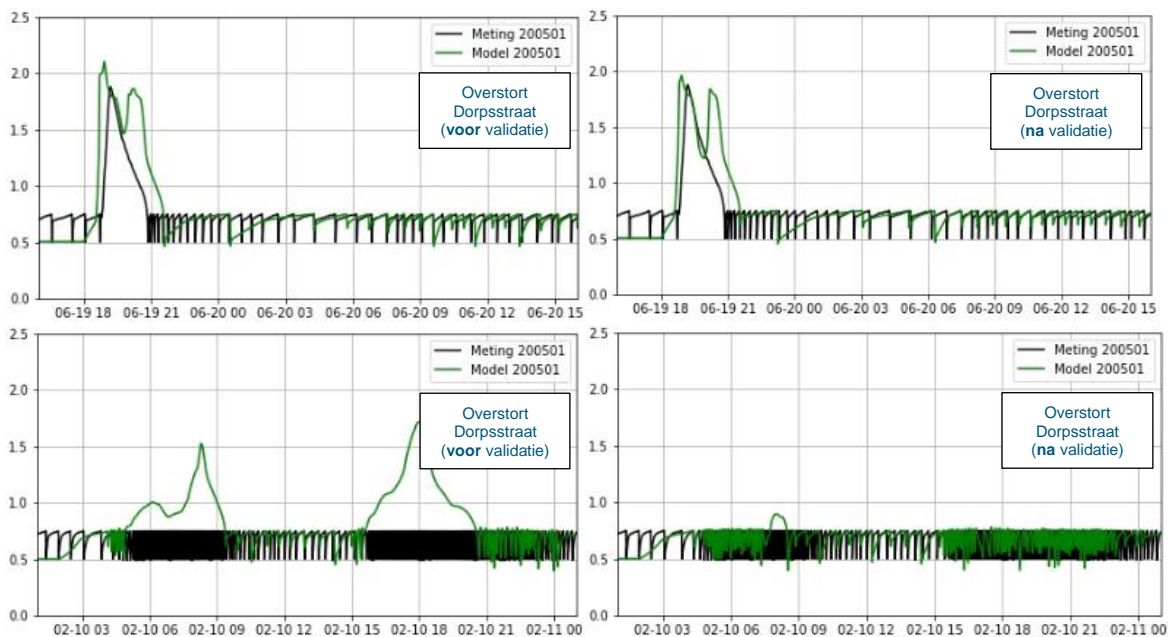 2.5
2.0
1.5
1.0
0.5
0.0
Meting 200501
Model 200501
Overstort
Dorpsstraat
(voor validatie)
06-19 18 06-19 21 06-20 00 06-20 03 06-20 06 06-20 09 06-20 12 06-20 15
2.5
2.0
1.5
1.0
0.5
0.0
Meting 200501
Model 200501
Overstort
Dorpsstraat
(na validatie)
06-19 18 06-19 21 06-20 00 06-20 03 06-20 06 06-20 09 06-20 12 06-20 15
2.5
2.0
1.5
1.0
0.5
0.0
Meting 200501
Model 200501
Overstort
Dorpsstraat
(voor validatie)
02-10 03 02-10 06 02-10 09 02-10 12 02-10 15 02-10 18 02-10 21 02-11 00
2.5
2.0
1.5
1.0
0.5
0.0
Meting 200501
Model 200501
Overstort
Dorpsstraat
(na validatie)
02-10 03 02-10 06 02-10 09 02-10 12 02-10 15 02-10 18 02-10 21 02-11 00